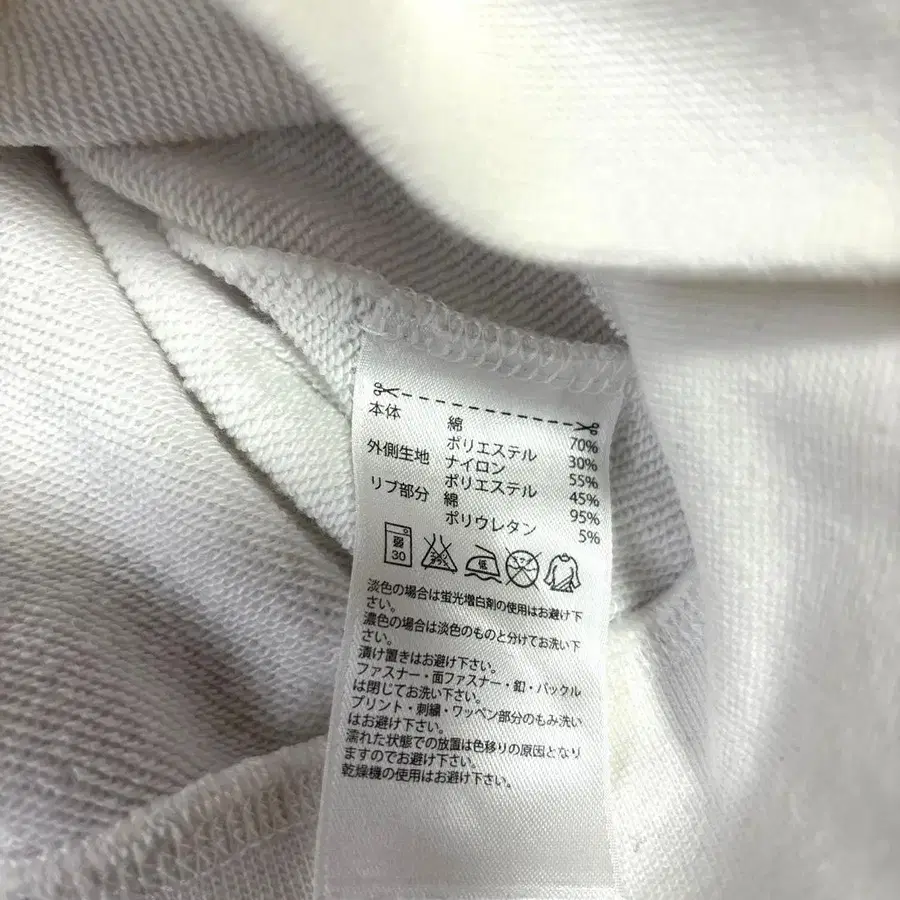 本体 綿 70%
ポリエステル 30%
外側生地 ナイロン 55%
ポリエステル 45%
リブ部分 綿 95%
ポリウレタン 5%
弱 30 低
淡色の場合は蛍光増白剤の使用はお避け下
さい。
濃色の場合は淡色のものと分けてお洗い下
さい。
漬け置きはお避け下さい。
ファスナー・面ファスナー・釦・バックル
は閉じてお洗い下さい。
プリント・刺繍・ワッペン部分のもみ洗い
はお避け下さい。
濡れた状態での放置は色移りの原因となり
ますのでお避け下さい。
乾燥機の使用はお避け下さい。